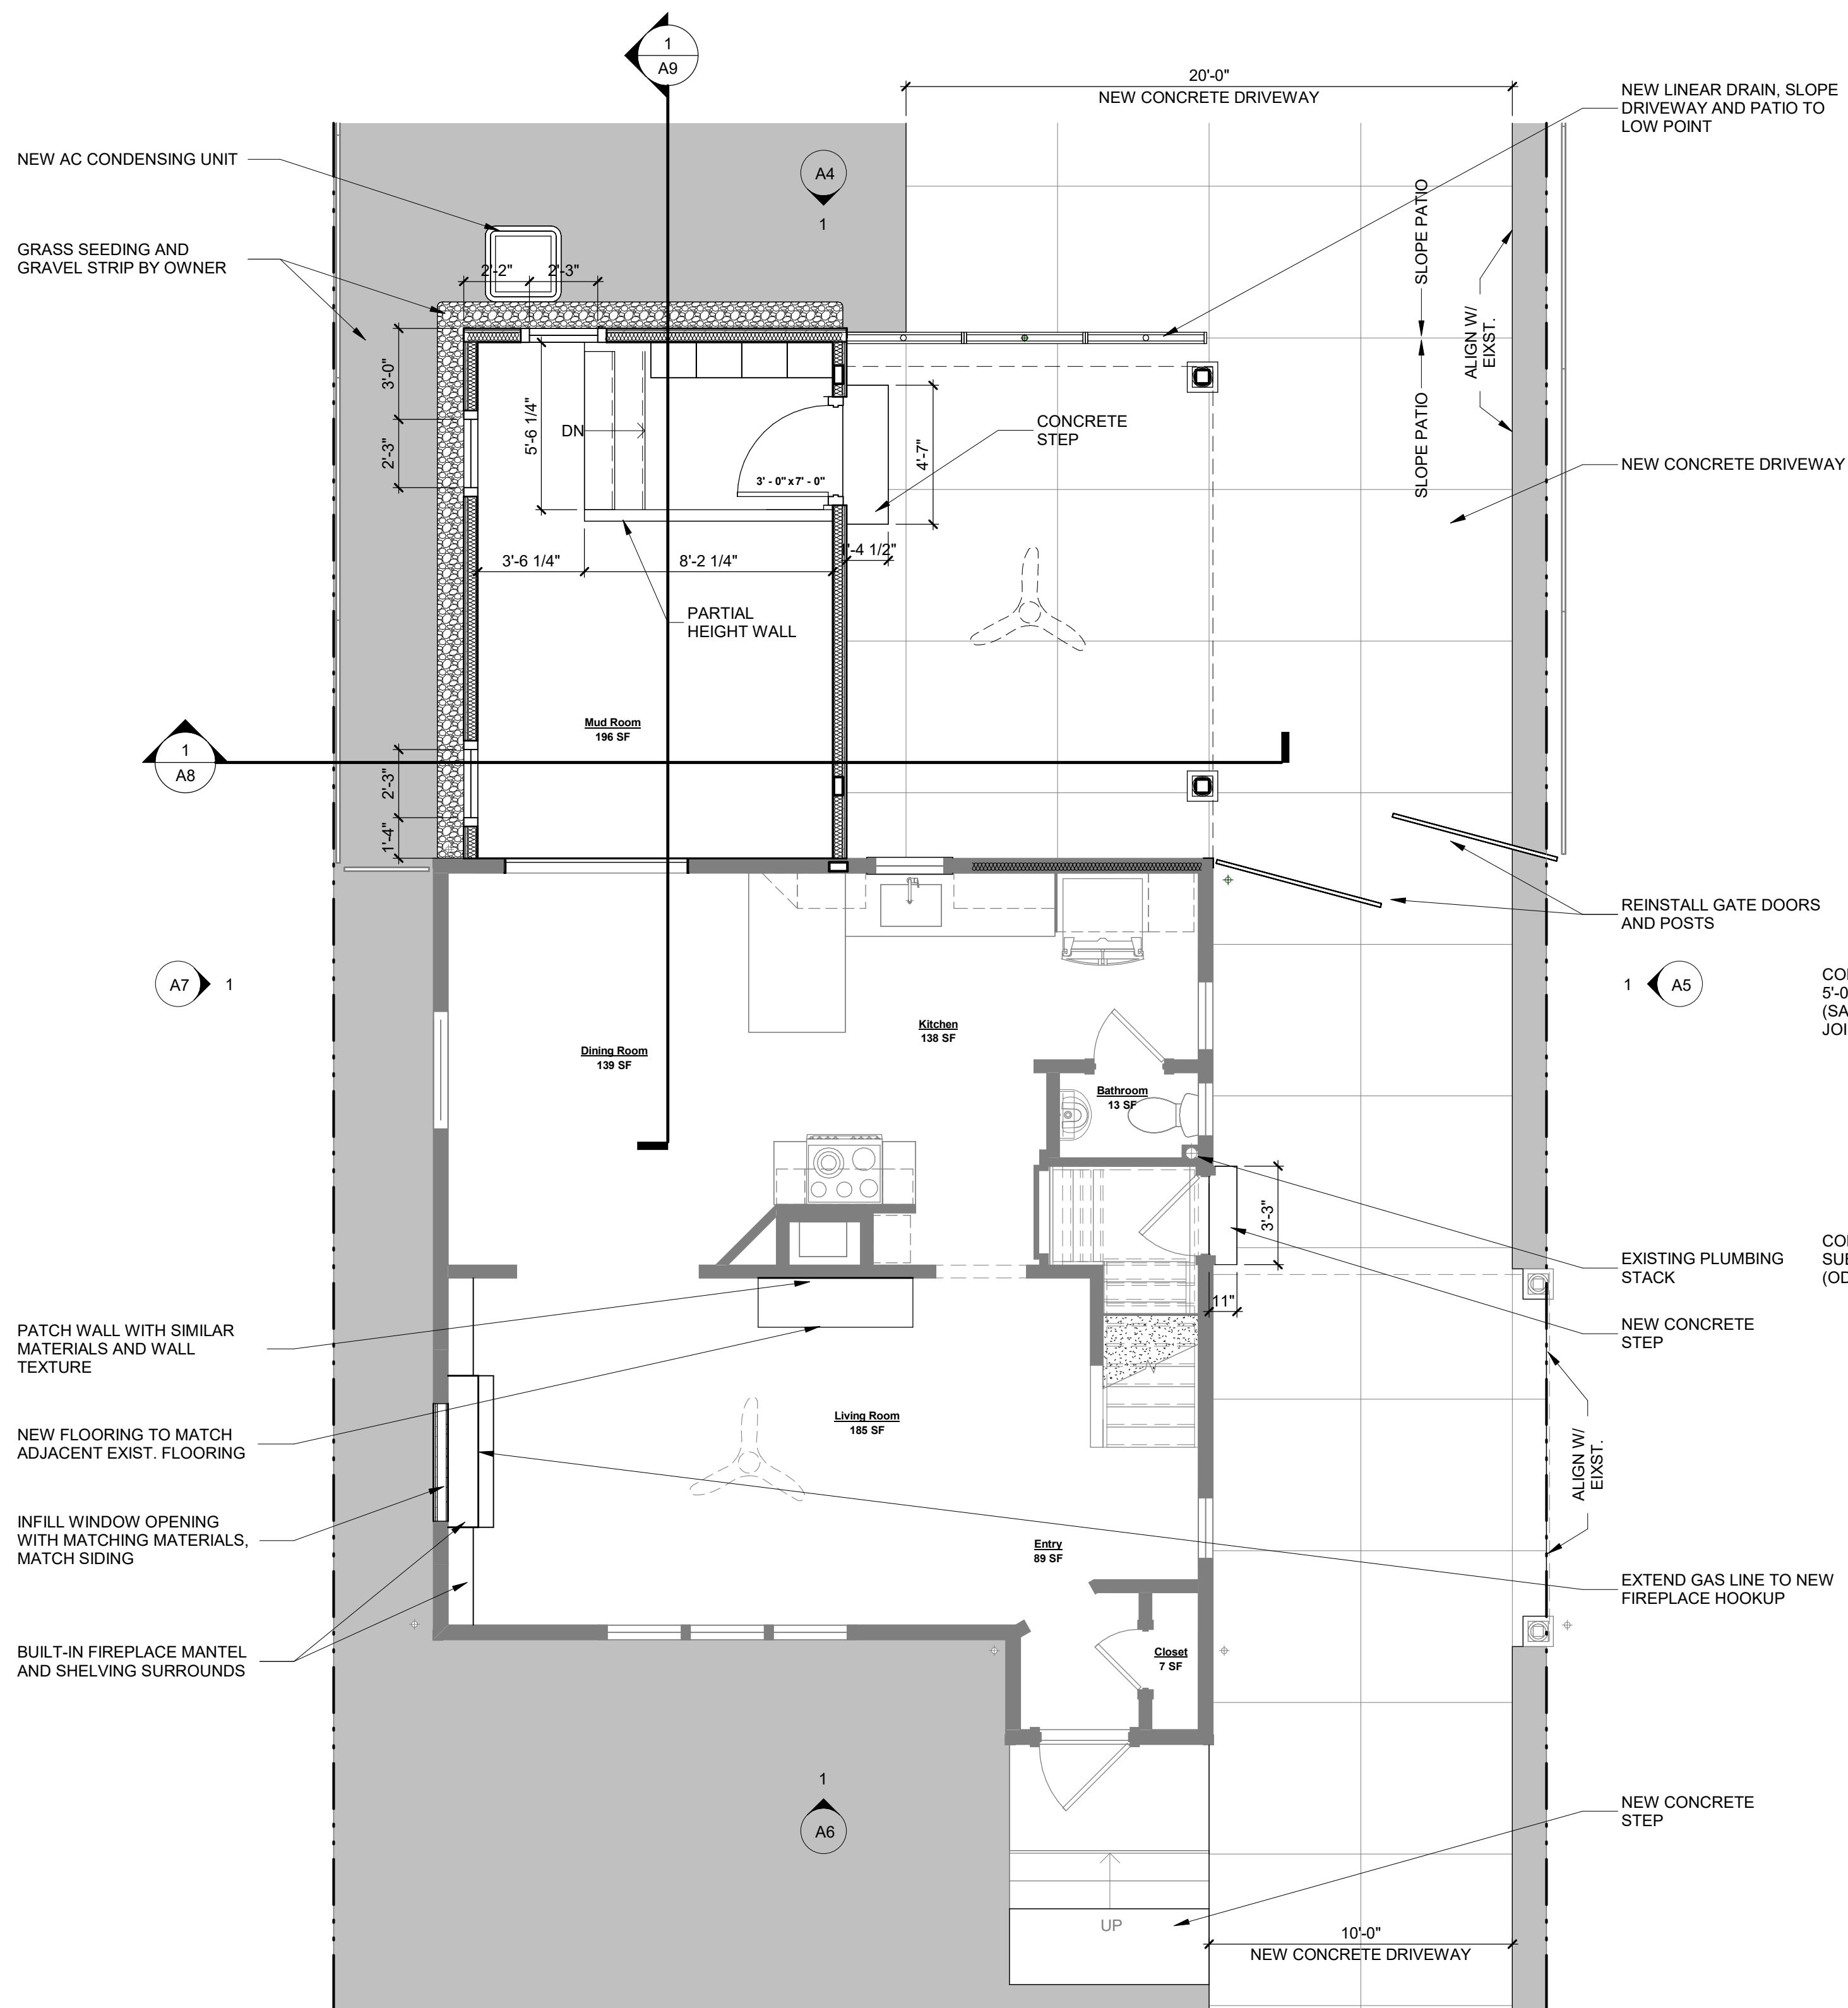 1
A9
20'-0"
NEW CONCRETE DRIVEWAY
NEW LINEAR DRAIN, SLOPE
DRIVEWAY AND PATIO TO
LOW POINT
NEW AC CONDENSING UNIT
A4
1
SLOPE PATIO
GRASS SEEDING AND
GRAVEL STRIP BY OWNER
2'-2"
2'-3"
ALIGN W/
EIXST.
3'-0"
5'-6 1/4"
DN
CONCRETE
STEP
4'-7"
SLOPE PATIO
2'-3"
3' - 0" x 7' - 0"
NEW CONCRETE DRIVEWAY
3'-6 1/4"
8'-2 1/4"
1'-4 1/2"
PARTIAL
HEIGHT WALL
Mud Room
196 SF
1
A8
2'-3"
1'-4"
REINSTALL GATE DOORS
AND POSTS
A7
1
1
A5
5'-0
(SA
JOI
Kitchen
138 SF
Dining Room
139 SF
Bathroom
13 SF
3'-3"
EXISTING PLUMBING
STACK
(OD
11"
NEW CONCRETE
STEP
PATCH WALL WITH SIMILAR
MATERIALS AND WALL
TEXTURE
Living Room
185 SF
NEW FLOORING TO MATCH
ADJACENT EXIST. FLOORING
ALIGN W/
EIXST.
INFILL WINDOW OPENING
WITH MATCHING MATERIALS,
MATCH SIDING
Entry
89 SF
EXTEND GAS LINE TO NEW
FIREPLACE HOOKUP
BUILT-IN FIREPLACE MANTEL
AND SHELVING SURROUNDS
Closet
7 SF
1
A6
NEW CONCRETE
STEP
UP
10'-0"
NEW CONCRETE DRIVEWAY